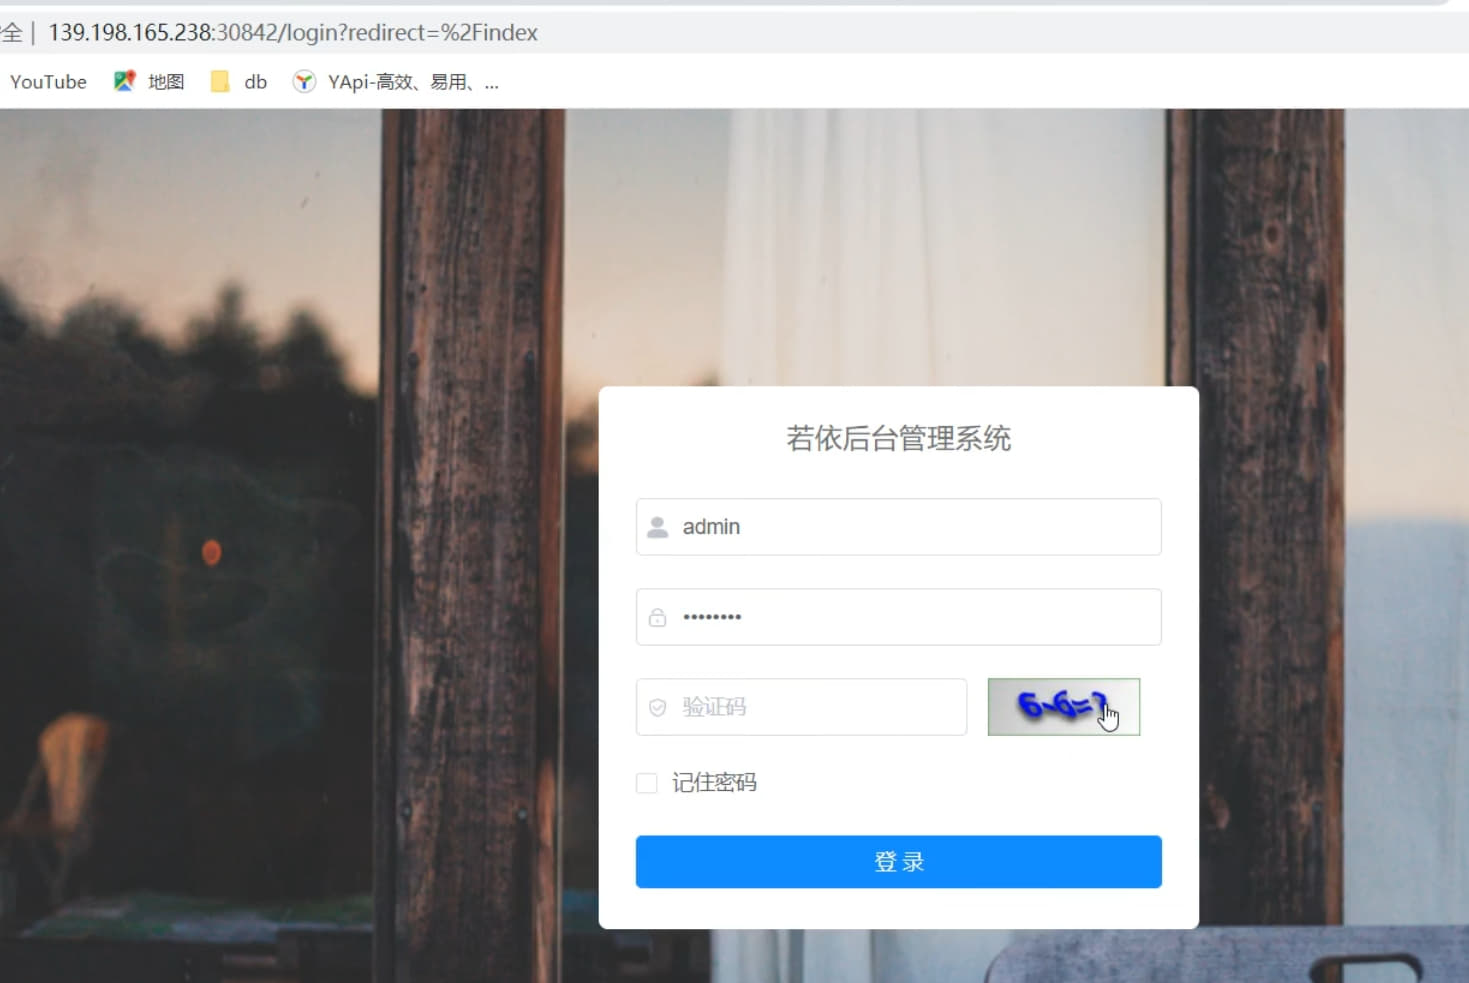 全 | 139.198.165.238:30842/login?redirect=%2Findex
YouTube 地图 db YApi-高效、易用、...
若依后台管理系统
admin
••••••••
验证码 6-6=?
记住密码
登 录